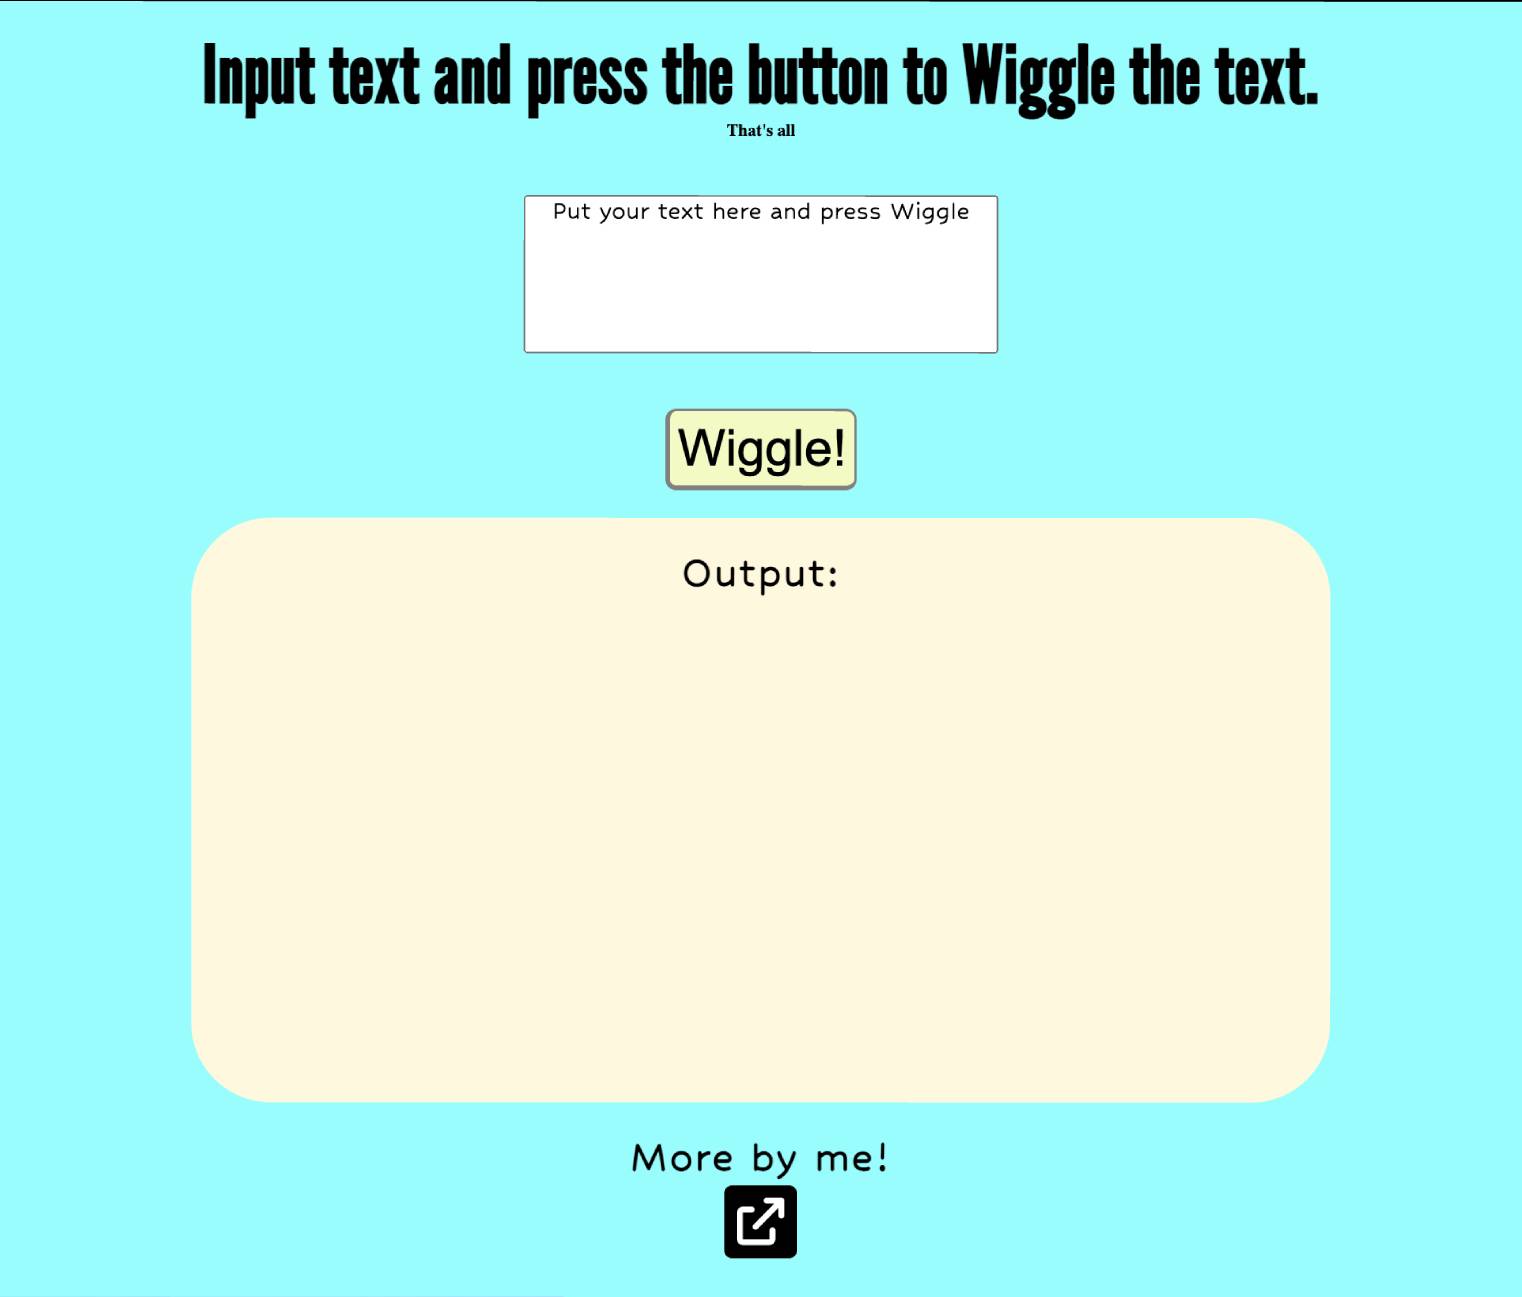 Input text and press the button to Wiggle the text.
That's all
Put your text here and press Wiggle
Wiggle!
Output:
More by me!